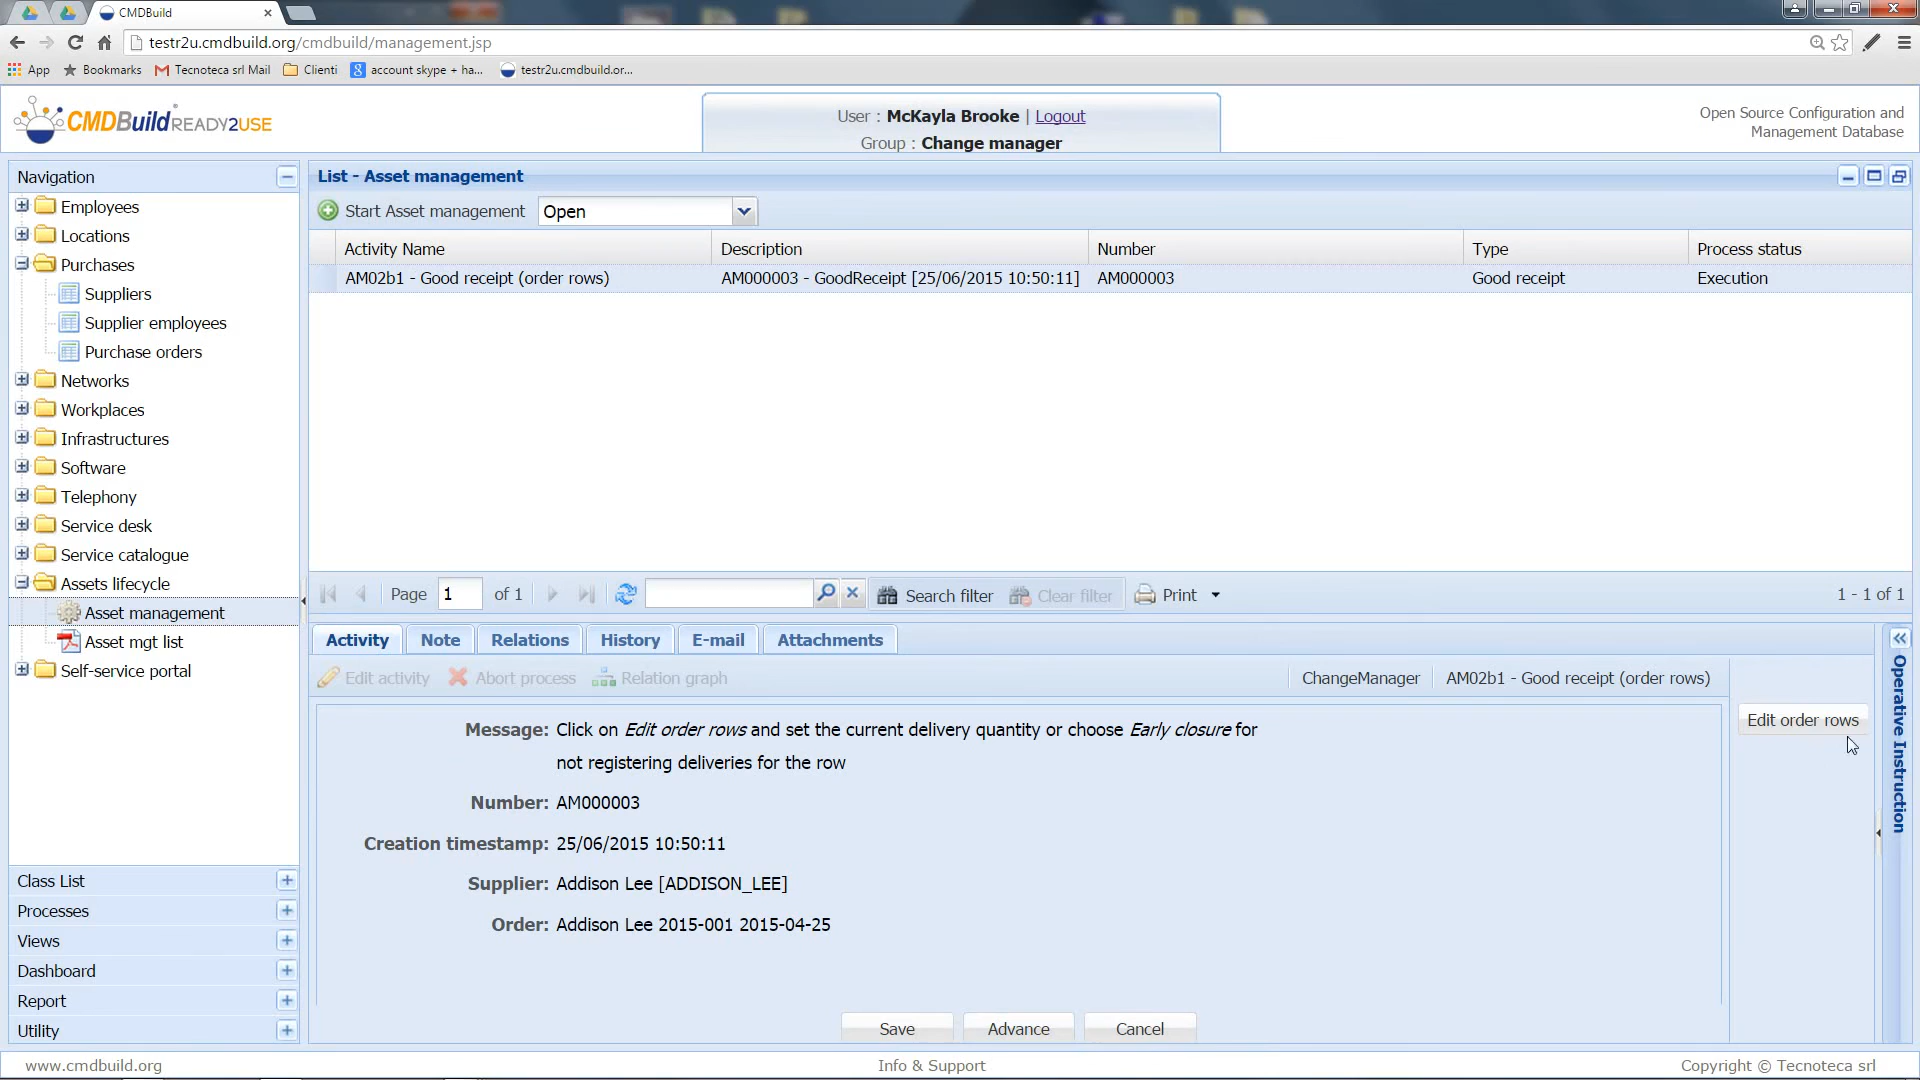 CMDBuild
testr2u.cmdbuild.org/cmdbuild/management.jsp
App Bookmarks Tecnoteca srl Mail Clienti account skype + ha... testr2u.cmdbuild.or...
CMDBuild READY2USE
User : McKayla Brooke | Logout
Group : Change manager
Open Source Configuration and
Management Database
Navigation
Employees
Locations
Purchases
Suppliers
Supplier employees
Purchase orders
Networks
Workplaces
Infrastructures
Software
Telephony
Service desk
Service catalogue
Assets lifecycle
Asset management
Asset mgt list
Self-service portal
Class List
Processes
Views
Dashboard
Report
Utility
List - Asset management
Start Asset management Open
Activity Name Description Number Type Process status
AM02b1 - Good receipt (order rows) AM000003 - GoodReceipt [25/06/2015 10:50:11] AM000003 Good receipt Execution
Page 1 of 1 Search filter Clear filter Print 1 - 1 of 1
Activity Note Relations History E-mail Attachments
Edit activity Abort process Relation graph ChangeManager AM02b1 - Good receipt (order rows)
Message: Click on Edit order rows and set the current delivery quantity or choose Early closure for
not registering deliveries for the row
Number: AM000003
Creation timestamp: 25/06/2015 10:50:11
Supplier: Addison Lee [ADDISON_LEE]
Order: Addison Lee 2015-001 2015-04-25
Edit order rows
Operative Instruction
Save Advance Cancel
www.cmdbuild.org Info & Support Copyright © Tecnoteca srl